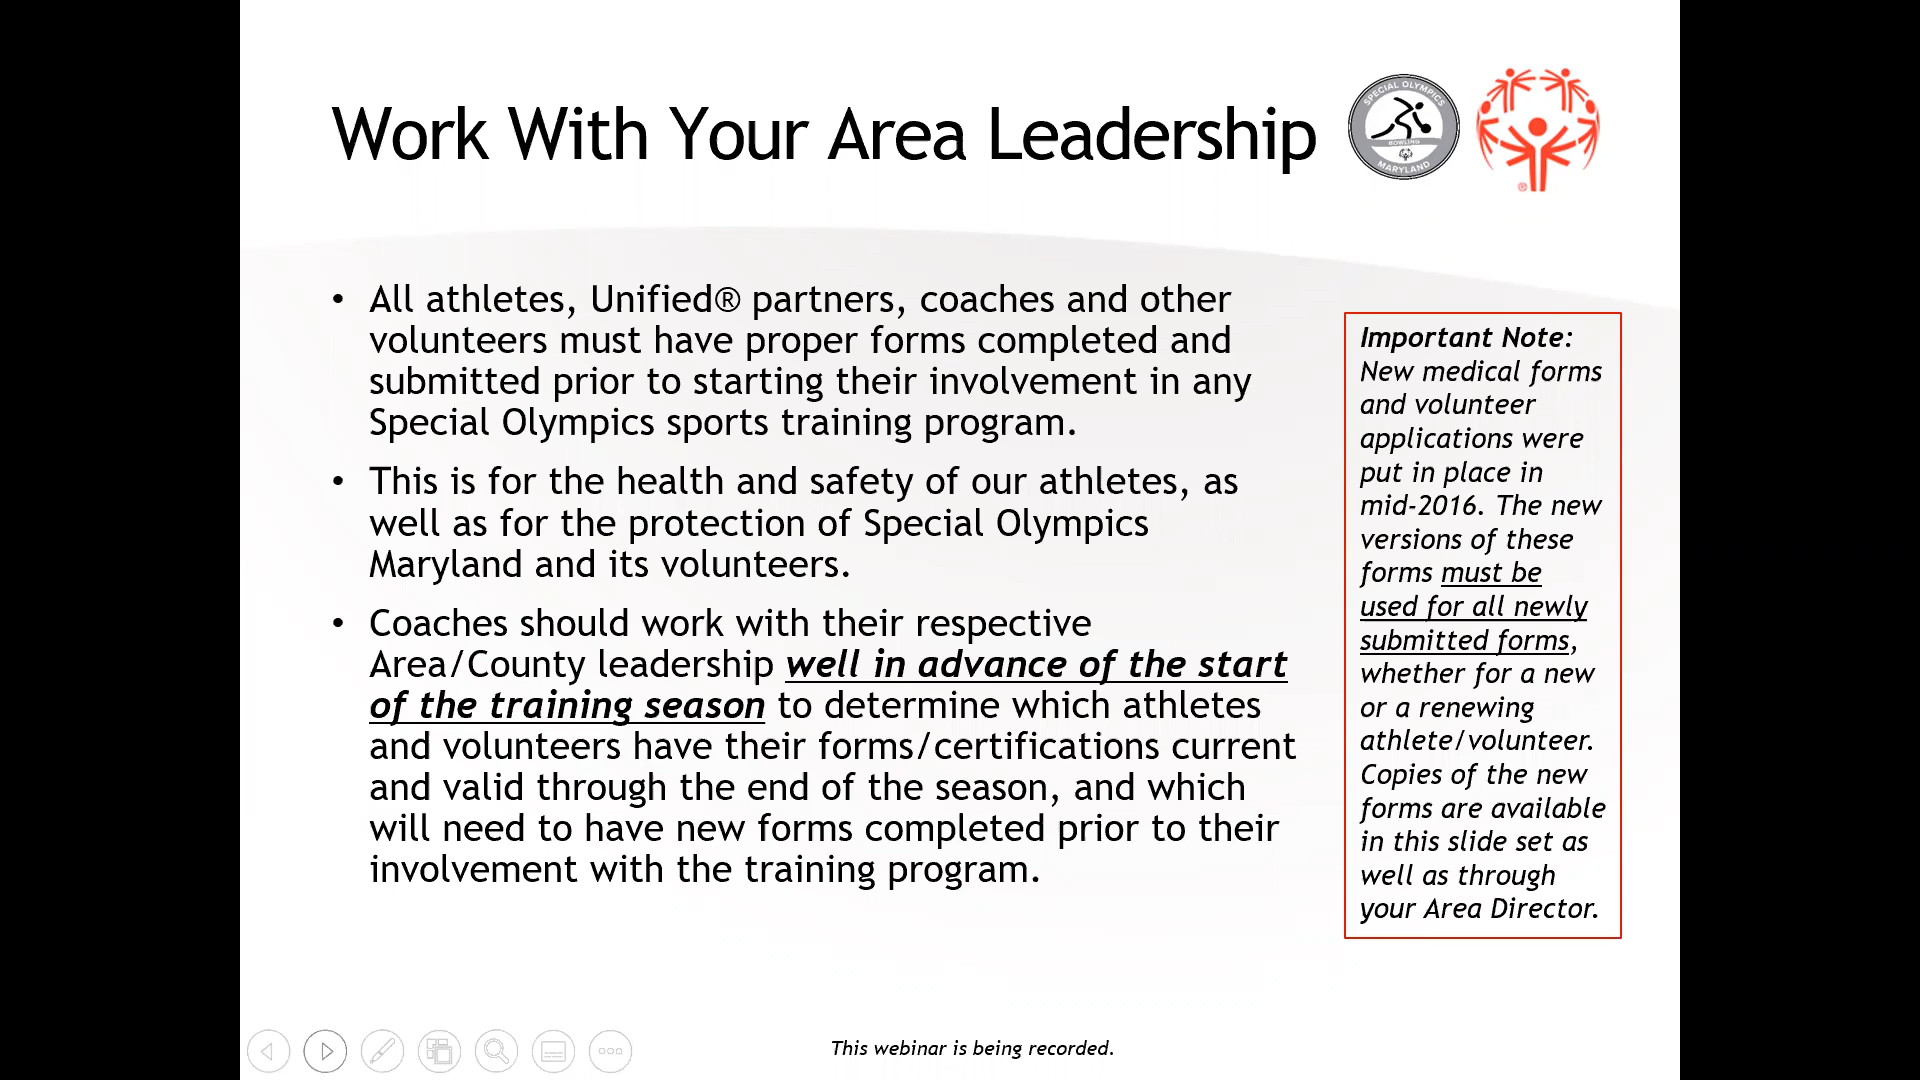 Work With Your Area Leadership
SPECIAL OLYMPICS
BOWLING
MARYLAND
®
• All athletes, Unified® partners, coaches and other
volunteers must have proper forms completed and
submitted prior to starting their involvement in any
Special Olympics sports training program.
• This is for the health and safety of our athletes, as
well as for the protection of Special Olympics
Maryland and its volunteers.
• Coaches should work with their respective
Area/County leadership well in advance of the start
of the training season to determine which athletes
and volunteers have their forms/certifications current
and valid through the end of the season, and which
will need to have new forms completed prior to their
involvement with the training program.
Important Note:
New medical forms
and volunteer
applications were
put in place in
mid-2016. The new
versions of these
forms must be
used for all newly
submitted forms,
whether for a new
or a renewing
athlete/volunteer.
Copies of the new
forms are available
in this slide set as
well as through
your Area Director.
This webinar is being recorded.